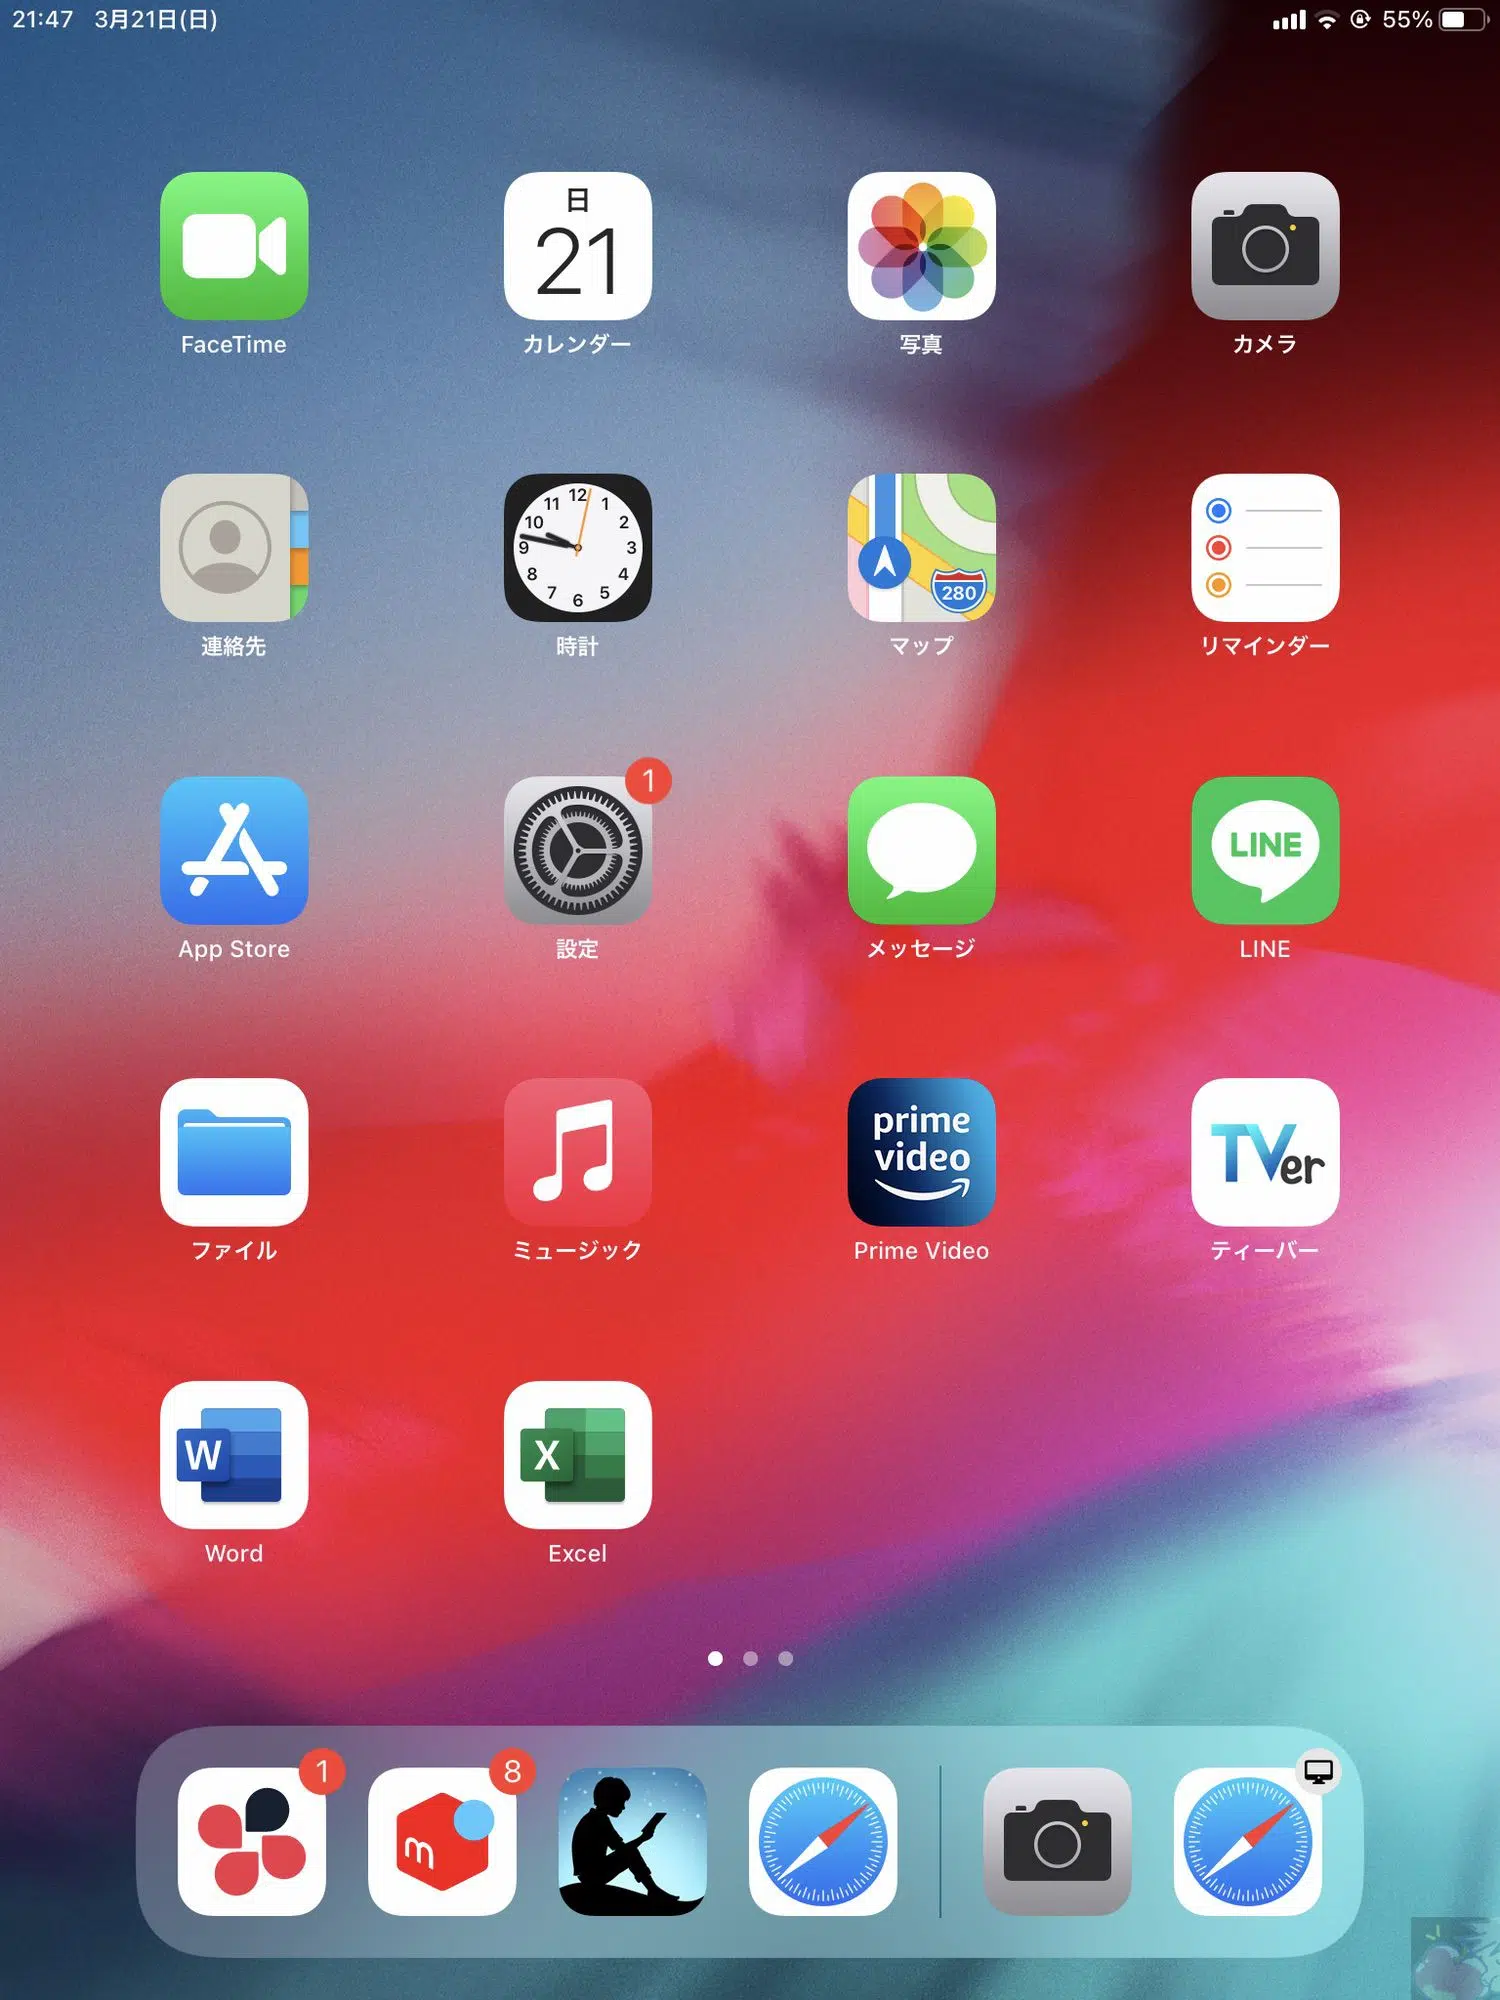 21:47 3月21日(日) 55%
日
21
FaceTime カレンダー 写真 カメラ
12
11 1
10 2
9 3
8 4
7 5
6
280
連絡先 時計 マップ リマインダー
1
LINE
App Store 設定 メッセージ LINE
prime
video
TVer
ファイル ミュージック Prime Video ティーバー
W X
Word Excel
1 8
m